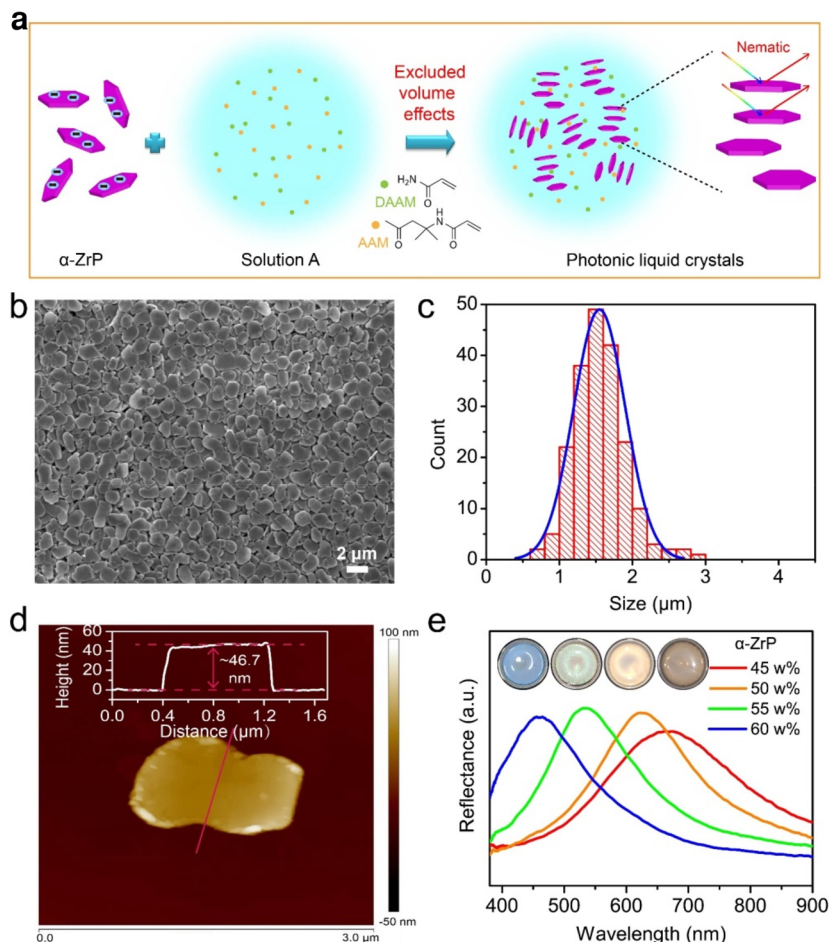 a
Excluded
volume
effects
Nematic
H₂N
O
DAAM
AAM
O
H
N
O
α-ZrP
Solution A
Photonic liquid crystals
b
2 μm
c
50
40
30
20
10
0
Count
0 1 2 3 4
Size (μm)
d
60
40
20
0
Height (nm)
~46.7
nm
0.0 0.4 0.8 1.2 1.6
Distance (μm)
100 nm
-50 nm
0.0 3.0 μm
e
α-ZrP
45 w%
50 w%
55 w%
60 w%
Reflectance (a.u.)
400 500 600 700 800 900
Wavelength (nm)